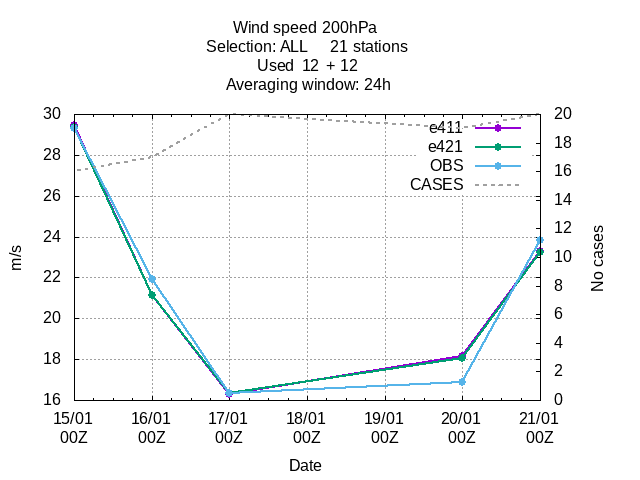 Wind speed 200hPa
Selection: ALL 21 stations
Used 12 + 12
Averaging window: 24h
30
28
26
24
22
20
18
16
m/s
20
18
16
14
12
10
8
6
4
2
0
No cases
e411
e421
OBS
CASES
15/01 16/01 17/01 18/01 19/01 20/01 21/01
00Z 00Z 00Z 00Z 00Z 00Z 00Z
Date